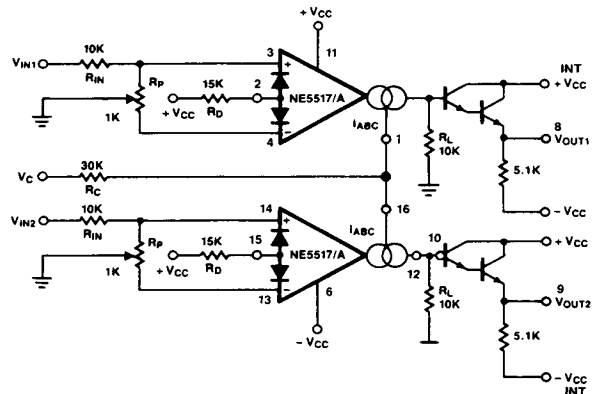 +VCC
VIN1
10K
RIN
3
+
11
INT
+VCC
RP
15K
2
NE5517/A
1K
+VCC
RD
4
−
IABC
1
RL
10K
8
VOUT1
5.1K
VC
30K
RC
−VCC
VIN2
10K
RIN
14
+
16
IABC
+VCC
RP
15K
15
NE5517/A
10
1K
+VCC
RD
12
13
−
6
RL
10K
9
VOUT2
5.1K
−VCC
−VCC
INT